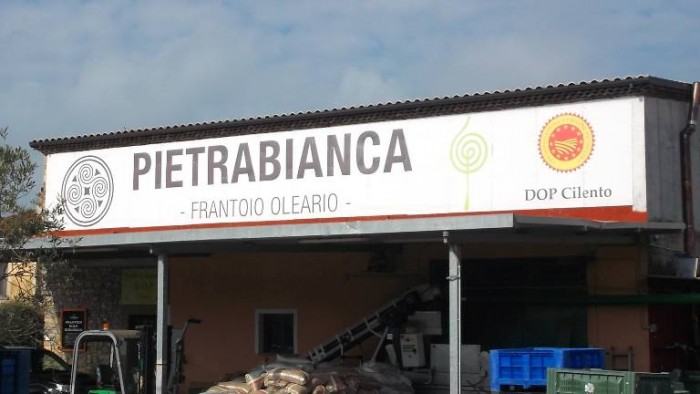 PIETRABIANCA
- FRANTOIO OLEARIO -
DOP Cilento